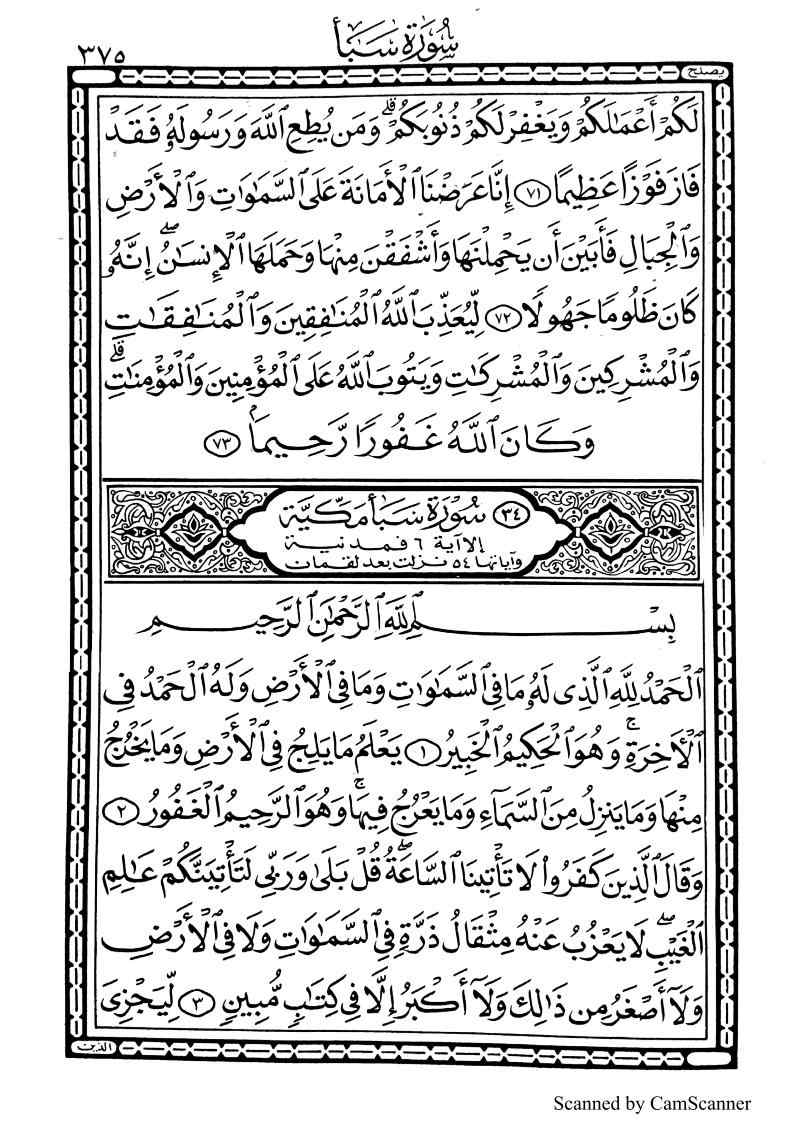 سُورَة سَبَأ
٣٧٥
يصلح
لَكُمْ أَعْمَٰلَكُمْ وَيَغْفِرْ لَكُمْ ذُنُوبَكُمْ ۗ وَمَن يُطِعِ ٱللَّهَ وَرَسُولَهُۥ فَقَدْ
فَازَ فَوْزًا عَظِيمًا ٧١ إِنَّا عَرَضْنَا ٱلْأَمَانَةَ عَلَى ٱلسَّمَٰوَٰتِ وَٱلْأَرْضِ
وَٱلْجِبَالِ فَأَبَيْنَ أَن يَحْمِلْنَهَا وَأَشْفَقْنَ مِنْهَا وَحَمَلَهَا ٱلْإِنسَٰنُ ۖ إِنَّهُۥ
كَانَ ظَلُومًا جَهُولًا ٧٢ لِّيُعَذِّبَ ٱللَّهُ ٱلْمُنَٰفِقِينَ وَٱلْمُنَٰفِقَٰتِ
وَٱلْمُشْرِكِينَ وَٱلْمُشْرِكَٰتِ وَيَتُوبَ ٱللَّهُ عَلَى ٱلْمُؤْمِنِينَ وَٱلْمُؤْمِنَٰتِ ۗ
وَكَانَ ٱللَّهُ غَفُورًا رَّحِيمًا ٧٣
٣٤ سُورَة سَبَأ مَكِّيَّة
إلا آية ٦ فمدنية
وآياتها ٥٤ نزلت بعد لقمان
بِسْمِ ٱللَّهِ ٱلرَّحْمَٰنِ ٱلرَّحِيمِ
ٱلْحَمْدُ لِلَّهِ ٱلَّذِى لَهُۥ مَا فِى ٱلسَّمَٰوَٰتِ وَمَا فِى ٱلْأَرْضِ وَلَهُ ٱلْحَمْدُ فِى
ٱلْأَخِرَةِ ۚ وَهُوَ ٱلْحَكِيمُ ٱلْخَبِيرُ ١ يَعْلَمُ مَا يَلِجُ فِى ٱلْأَرْضِ وَمَا يَخْرُجُ
مِنْهَا وَمَا يَنزِلُ مِنَ ٱلسَّمَآءِ وَمَا يَعْرُجُ فِيهَا ۚ وَهُوَ ٱلرَّحِيمُ ٱلْغَفُورُ ٢
وَقَالَ ٱلَّذِينَ كَفَرُوا۟ لَا تَأْتِينَا ٱلسَّاعَةُ ۖ قُلْ بَلَىٰ وَرَبِّى لَتَأْتِيَنَّكُمْ عَٰلِمِ
ٱلْغَيْبِ ۖ لَا يَعْزُبُ عَنْهُ مِثْقَالُ ذَرَّةٍ فِى ٱلسَّمَٰوَٰتِ وَلَا فِى ٱلْأَرْضِ
وَلَآ أَصْغَرُ مِن ذَٰلِكَ وَلَآ أَكْبَرُ إِلَّا فِى كِتَٰبٍ مُّبِينٍ ٣ لِّيَجْزِىَ
الذين
Scanned by CamScanner